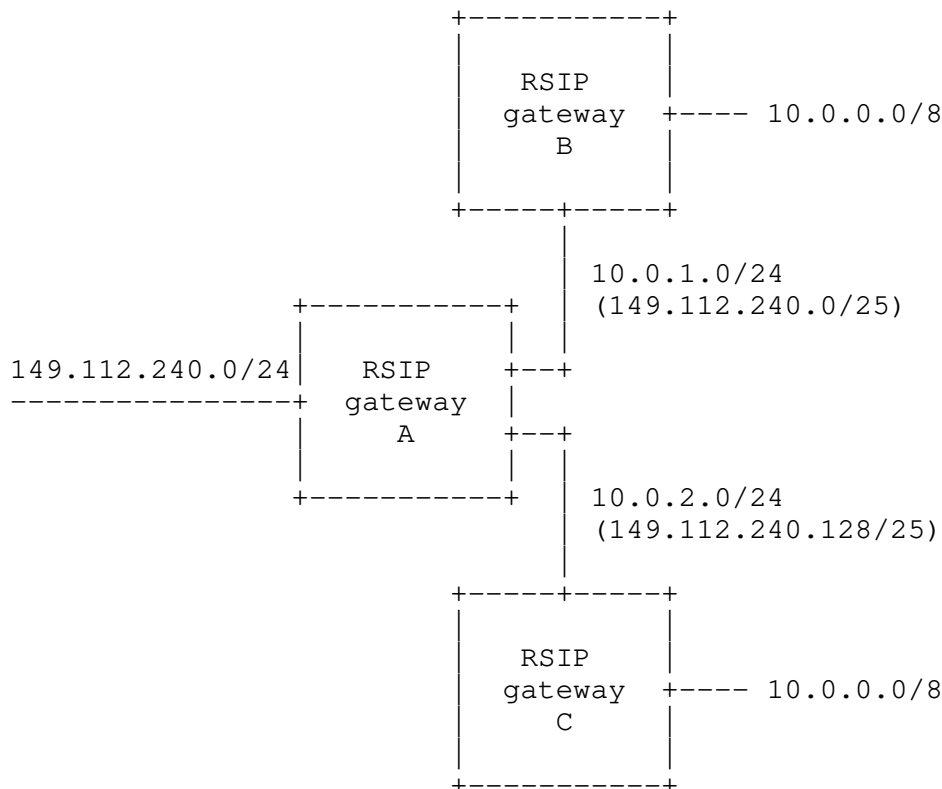 RSIP
gateway
B
10.0.0.0/8
10.0.1.0/24
(149.112.240.0/25)
149.112.240.0/24
RSIP
gateway
A
10.0.2.0/24
(149.112.240.128/25)
RSIP
gateway
C
10.0.0.0/8